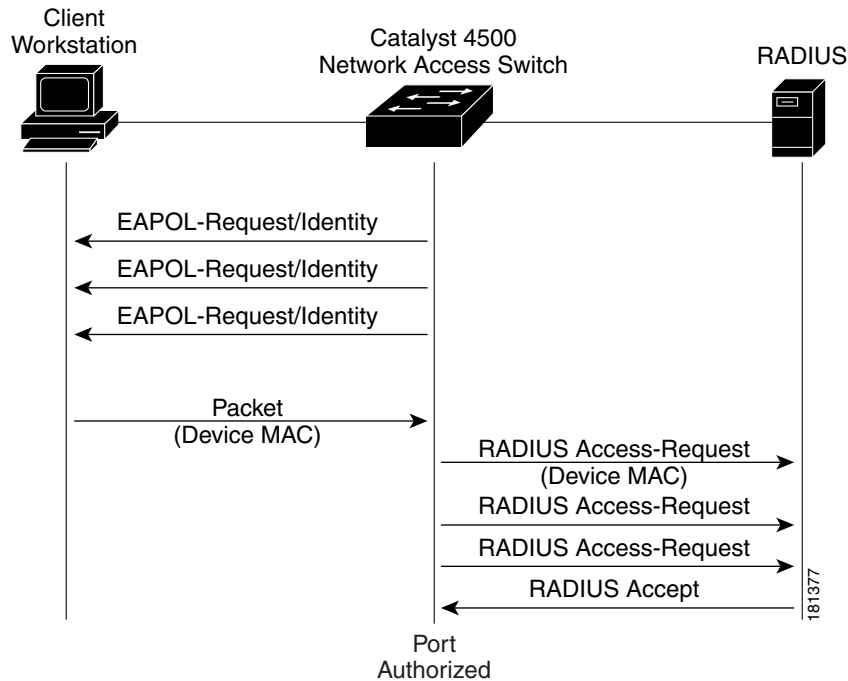 Client
Workstation
Catalyst 4500
Network Access Switch
RADIUS
EAPOL-Request/Identity
EAPOL-Request/Identity
EAPOL-Request/Identity
Packet
(Device MAC)
RADIUS Access-Request
(Device MAC)
RADIUS Access-Request
RADIUS Access-Request
RADIUS Accept
181377
Port
Authorized